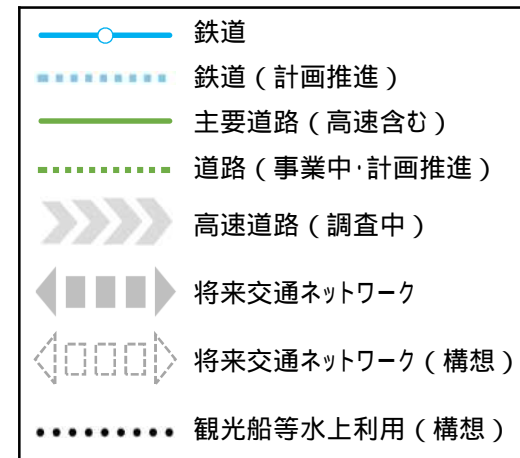 鉄道
鉄道（計画推進）
主要道路（高速含む）
道路（事業中・計画推進）
高速道路（調査中）
将来交通ネットワーク
将来交通ネットワーク（構想）
観光船等水上利用（構想）